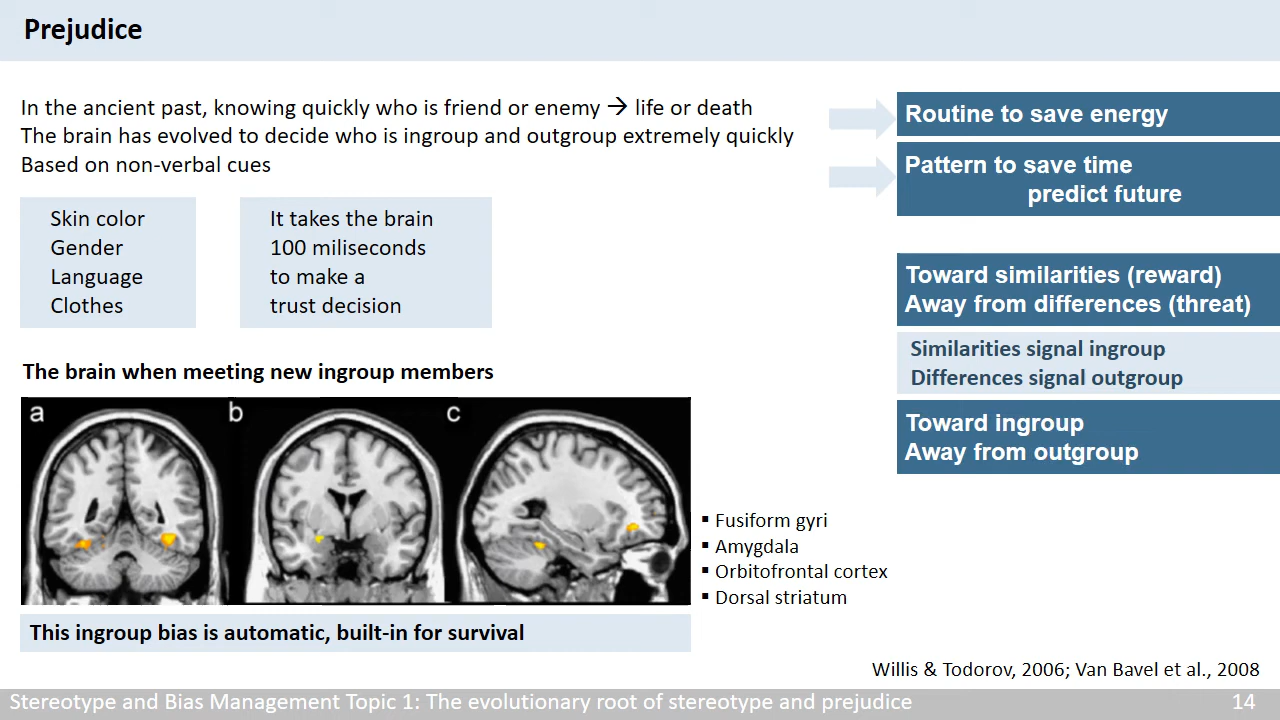 Prejudice
In the ancient past, knowing quickly who is friend or enemy → life or death
The brain has evolved to decide who is ingroup and outgroup extremely quickly
Based on non-verbal cues
Skin color
Gender
Language
Clothes
It takes the brain
100 miliseconds
to make a
trust decision
Routine to save energy
Pattern to save time
predict future
Toward similarities (reward)
Away from differences (threat)
Similarities signal ingroup
Differences signal outgroup
Toward ingroup
Away from outgroup
The brain when meeting new ingroup members
a b c
▪ Fusiform gyri
▪ Amygdala
▪ Orbitofrontal cortex
▪ Dorsal striatum
This ingroup bias is automatic, built-in for survival
Willis & Todorov, 2006; Van Bavel et al., 2008
Stereotype and Bias Management Topic 1: The evolutionary root of stereotype and prejudice 14